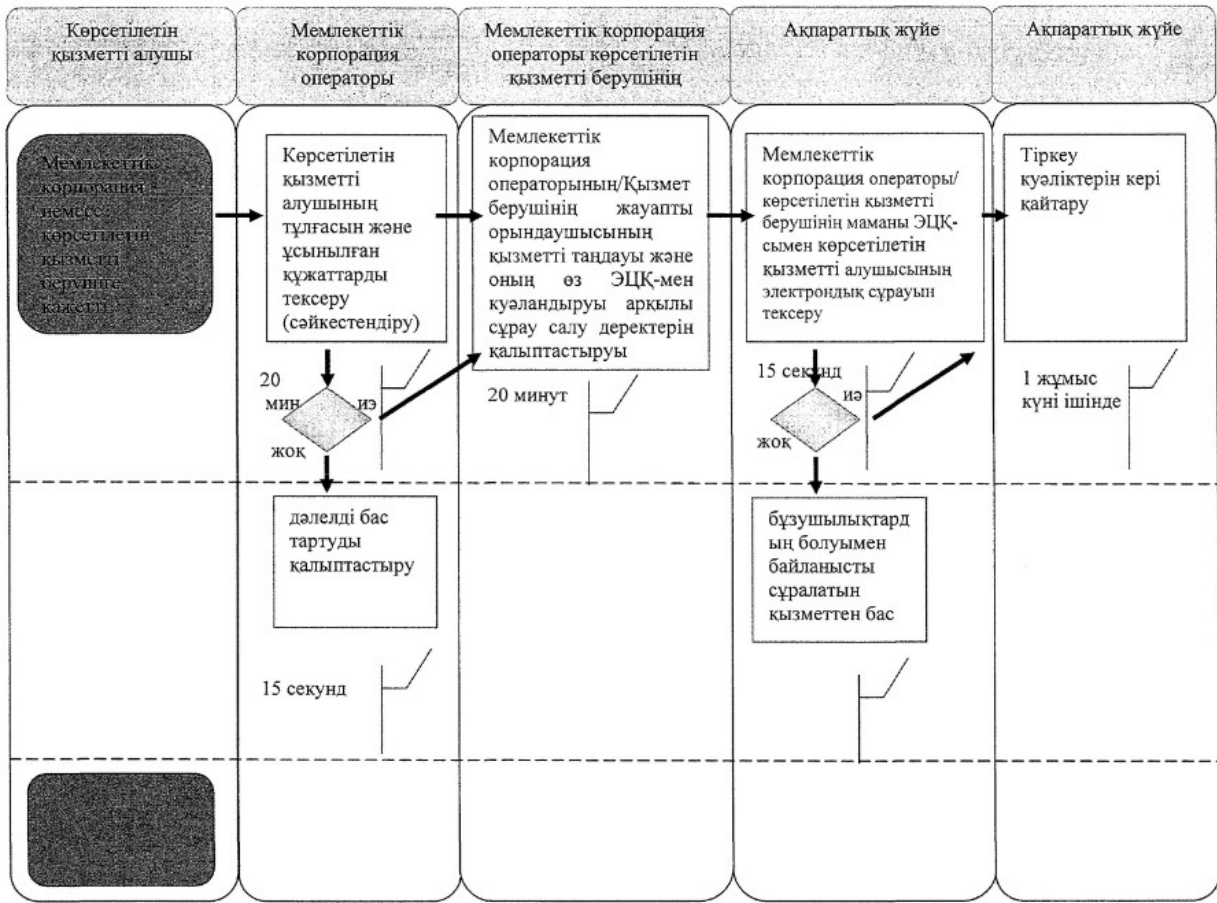 Көрсетілетін
қызметті алушы
Мемлекеттік
корпорация
операторы
Мемлекеттік корпорация
операторы көрсетілетін
қызметті берушінің
Ақпараттық жүйе
Ақпараттық жүйе
Мемлекеттік
корпорация
немесе
көрсетілетін
қызметті
берушіге
қажетті
Көрсетілетін
қызметті
алушының
тұлғасын және
ұсынылған
құжаттарды
тексеру
(сәйкестендіру)
Мемлекеттік
корпорация
операторының/Қызмет
берушінің жауапты
орындаушысының
қызметті таңдауы және
оның өз ЭЦҚ-мен
куәландыруы арқылы
сұрау салу деректерін
қалыптастыруы
Мемлекеттік
корпорация операторы/
көрсетілетін қызметті
берушінің маманы ЭЦҚ-
сымен көрсетілетін
қызметті алушысының
электрондық сұрауын
тексеру
Тіркеу
куәліктерін кері
қайтару
20
мин
иә
жоқ
20 минут
15 секунд
иә
жоқ
1 жұмыс
күні ішінде
дәлелді бас
тартуды
қалыптастыру
бұзушылықтард
ың болуымен
байланысты
сұралатын
қызметтен бас
15 секунд